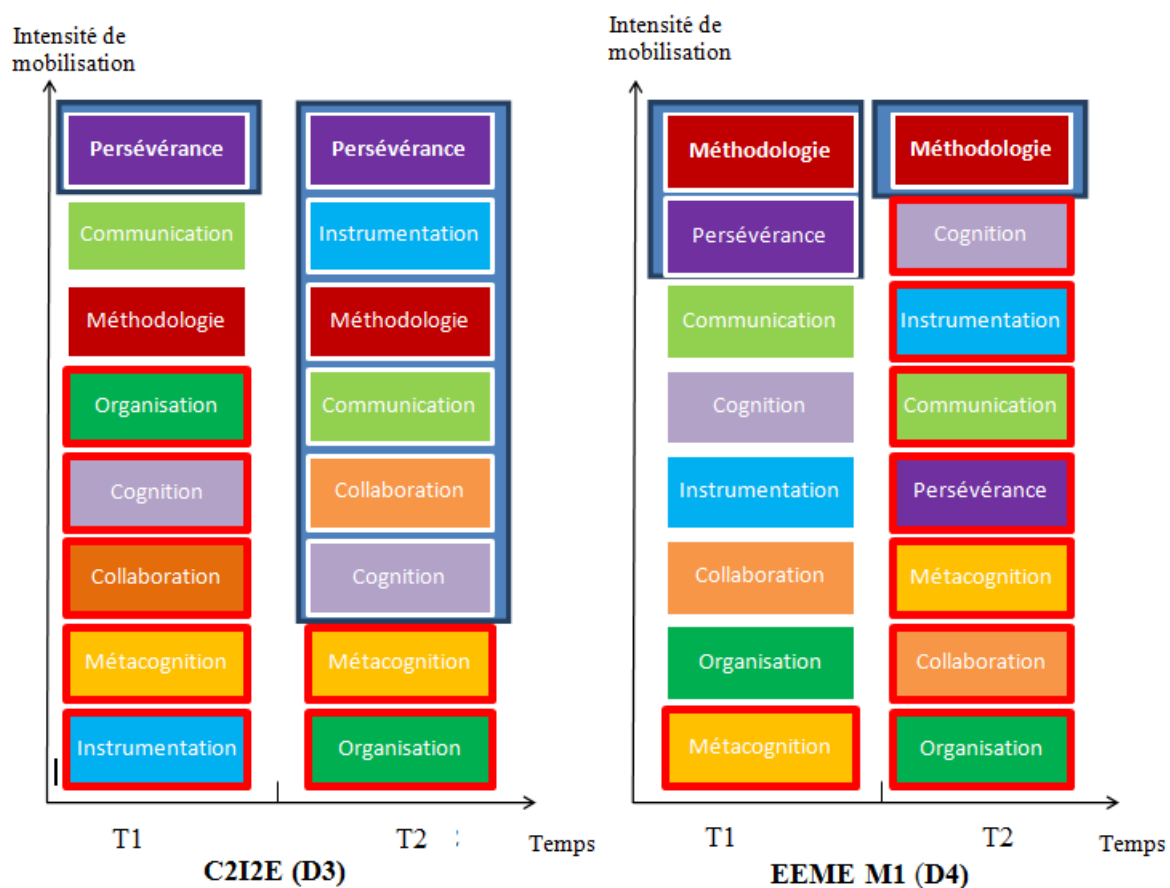 Intensité de
mobilisation
Persévérance
Communication
Méthodologie
Organisation
Cognition
Collaboration
Métacognition
Instrumentation
Persévérance
Instrumentation
Méthodologie
Communication
Collaboration
Cognition
Métacognition
Organisation
T1
T2
Temps
C2I2E (D3)
Intensité de
mobilisation
Méthodologie
Persévérance
Communication
Cognition
Instrumentation
Collaboration
Organisation
Métacognition
Méthodologie
Cognition
Instrumentation
Communication
Persévérance
Métacognition
Collaboration
Organisation
T1
T2
Temps
EEME M1 (D4)